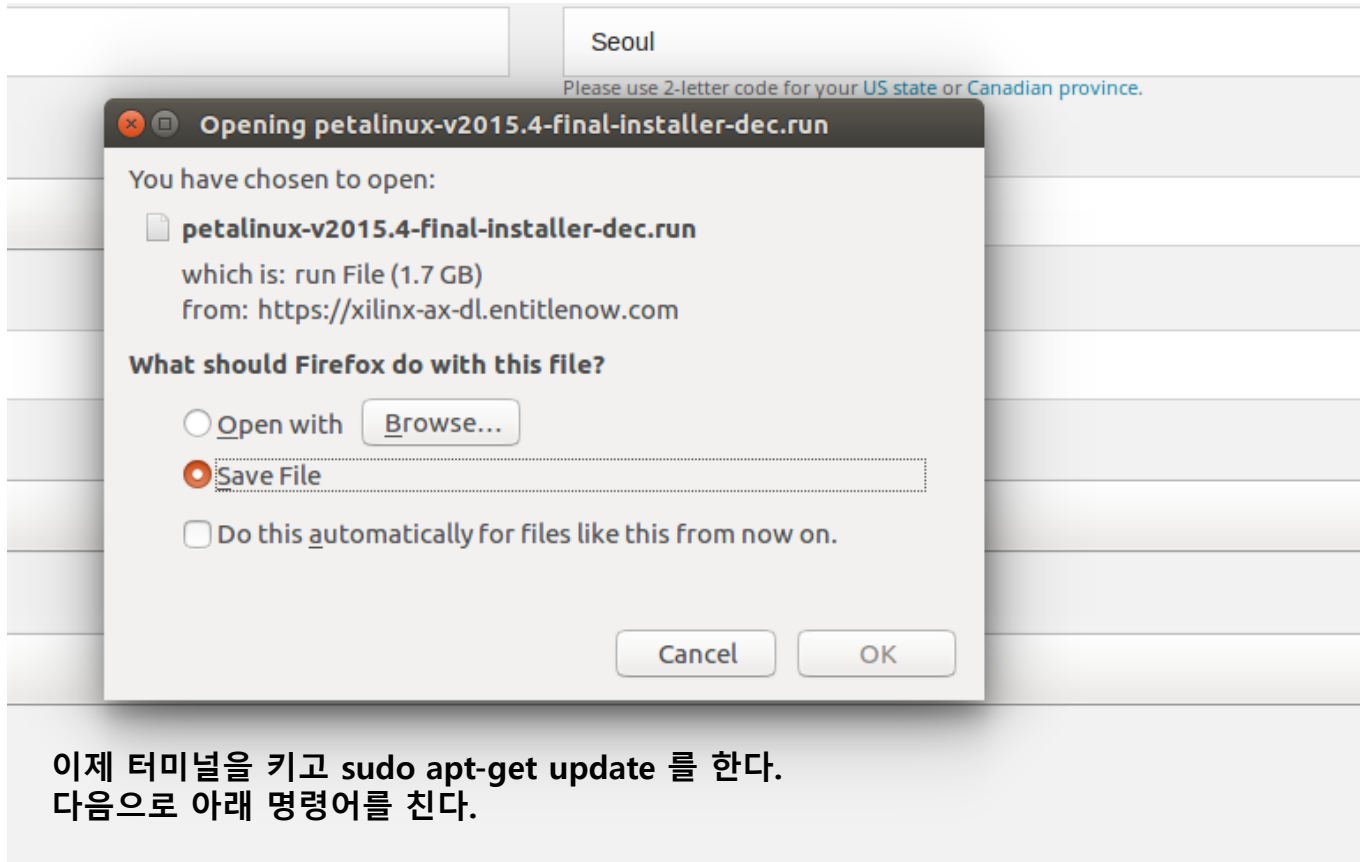 Seoul
Please use 2-letter code for your US state or Canadian province.
Opening petalinux-v2015.4-final-installer-dec.run
You have chosen to open:
petalinux-v2015.4-final-installer-dec.run
which is: run File (1.7 GB)
from: https://xilinx-ax-dl.entitlenow.com
What should Firefox do with this file?
Open with Browse...
Save File
Do this automatically for files like this from now on.
Cancel OK
이제 터미널을 키고 sudo apt-get update 를 한다.
다음으로 아래 명령어를 친다.